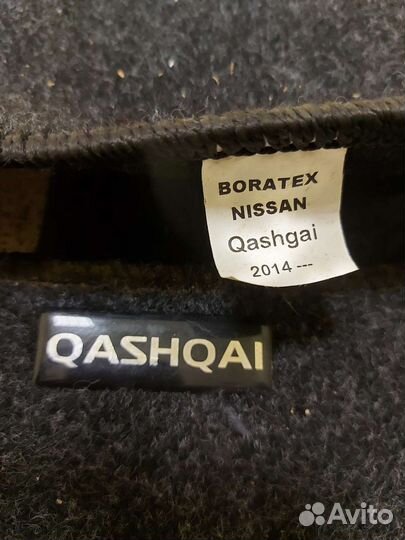 BORATEX
NISSAN
Qashgai
2014 ---
QASHQAI
Avito